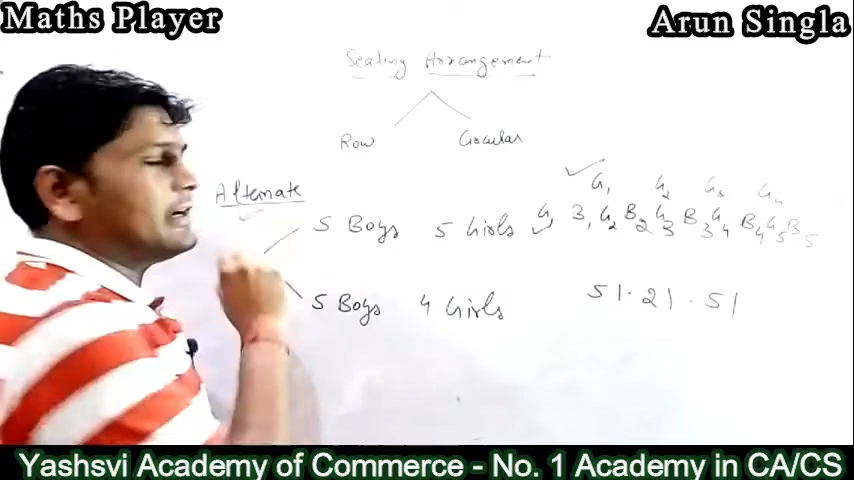 Maths Player
Arun Singla
Seating Arrangement
Row Circular
Alternate
G1 G2 G3 G4
5 Boys 5 Girls G1 B1 G2 B2 G3 B3 G4 B4 G5 B5
5 Boys 4 Girls 5!. 2!. 5!
Yashsvi Academy of Commerce - No. 1 Academy in CA/CS